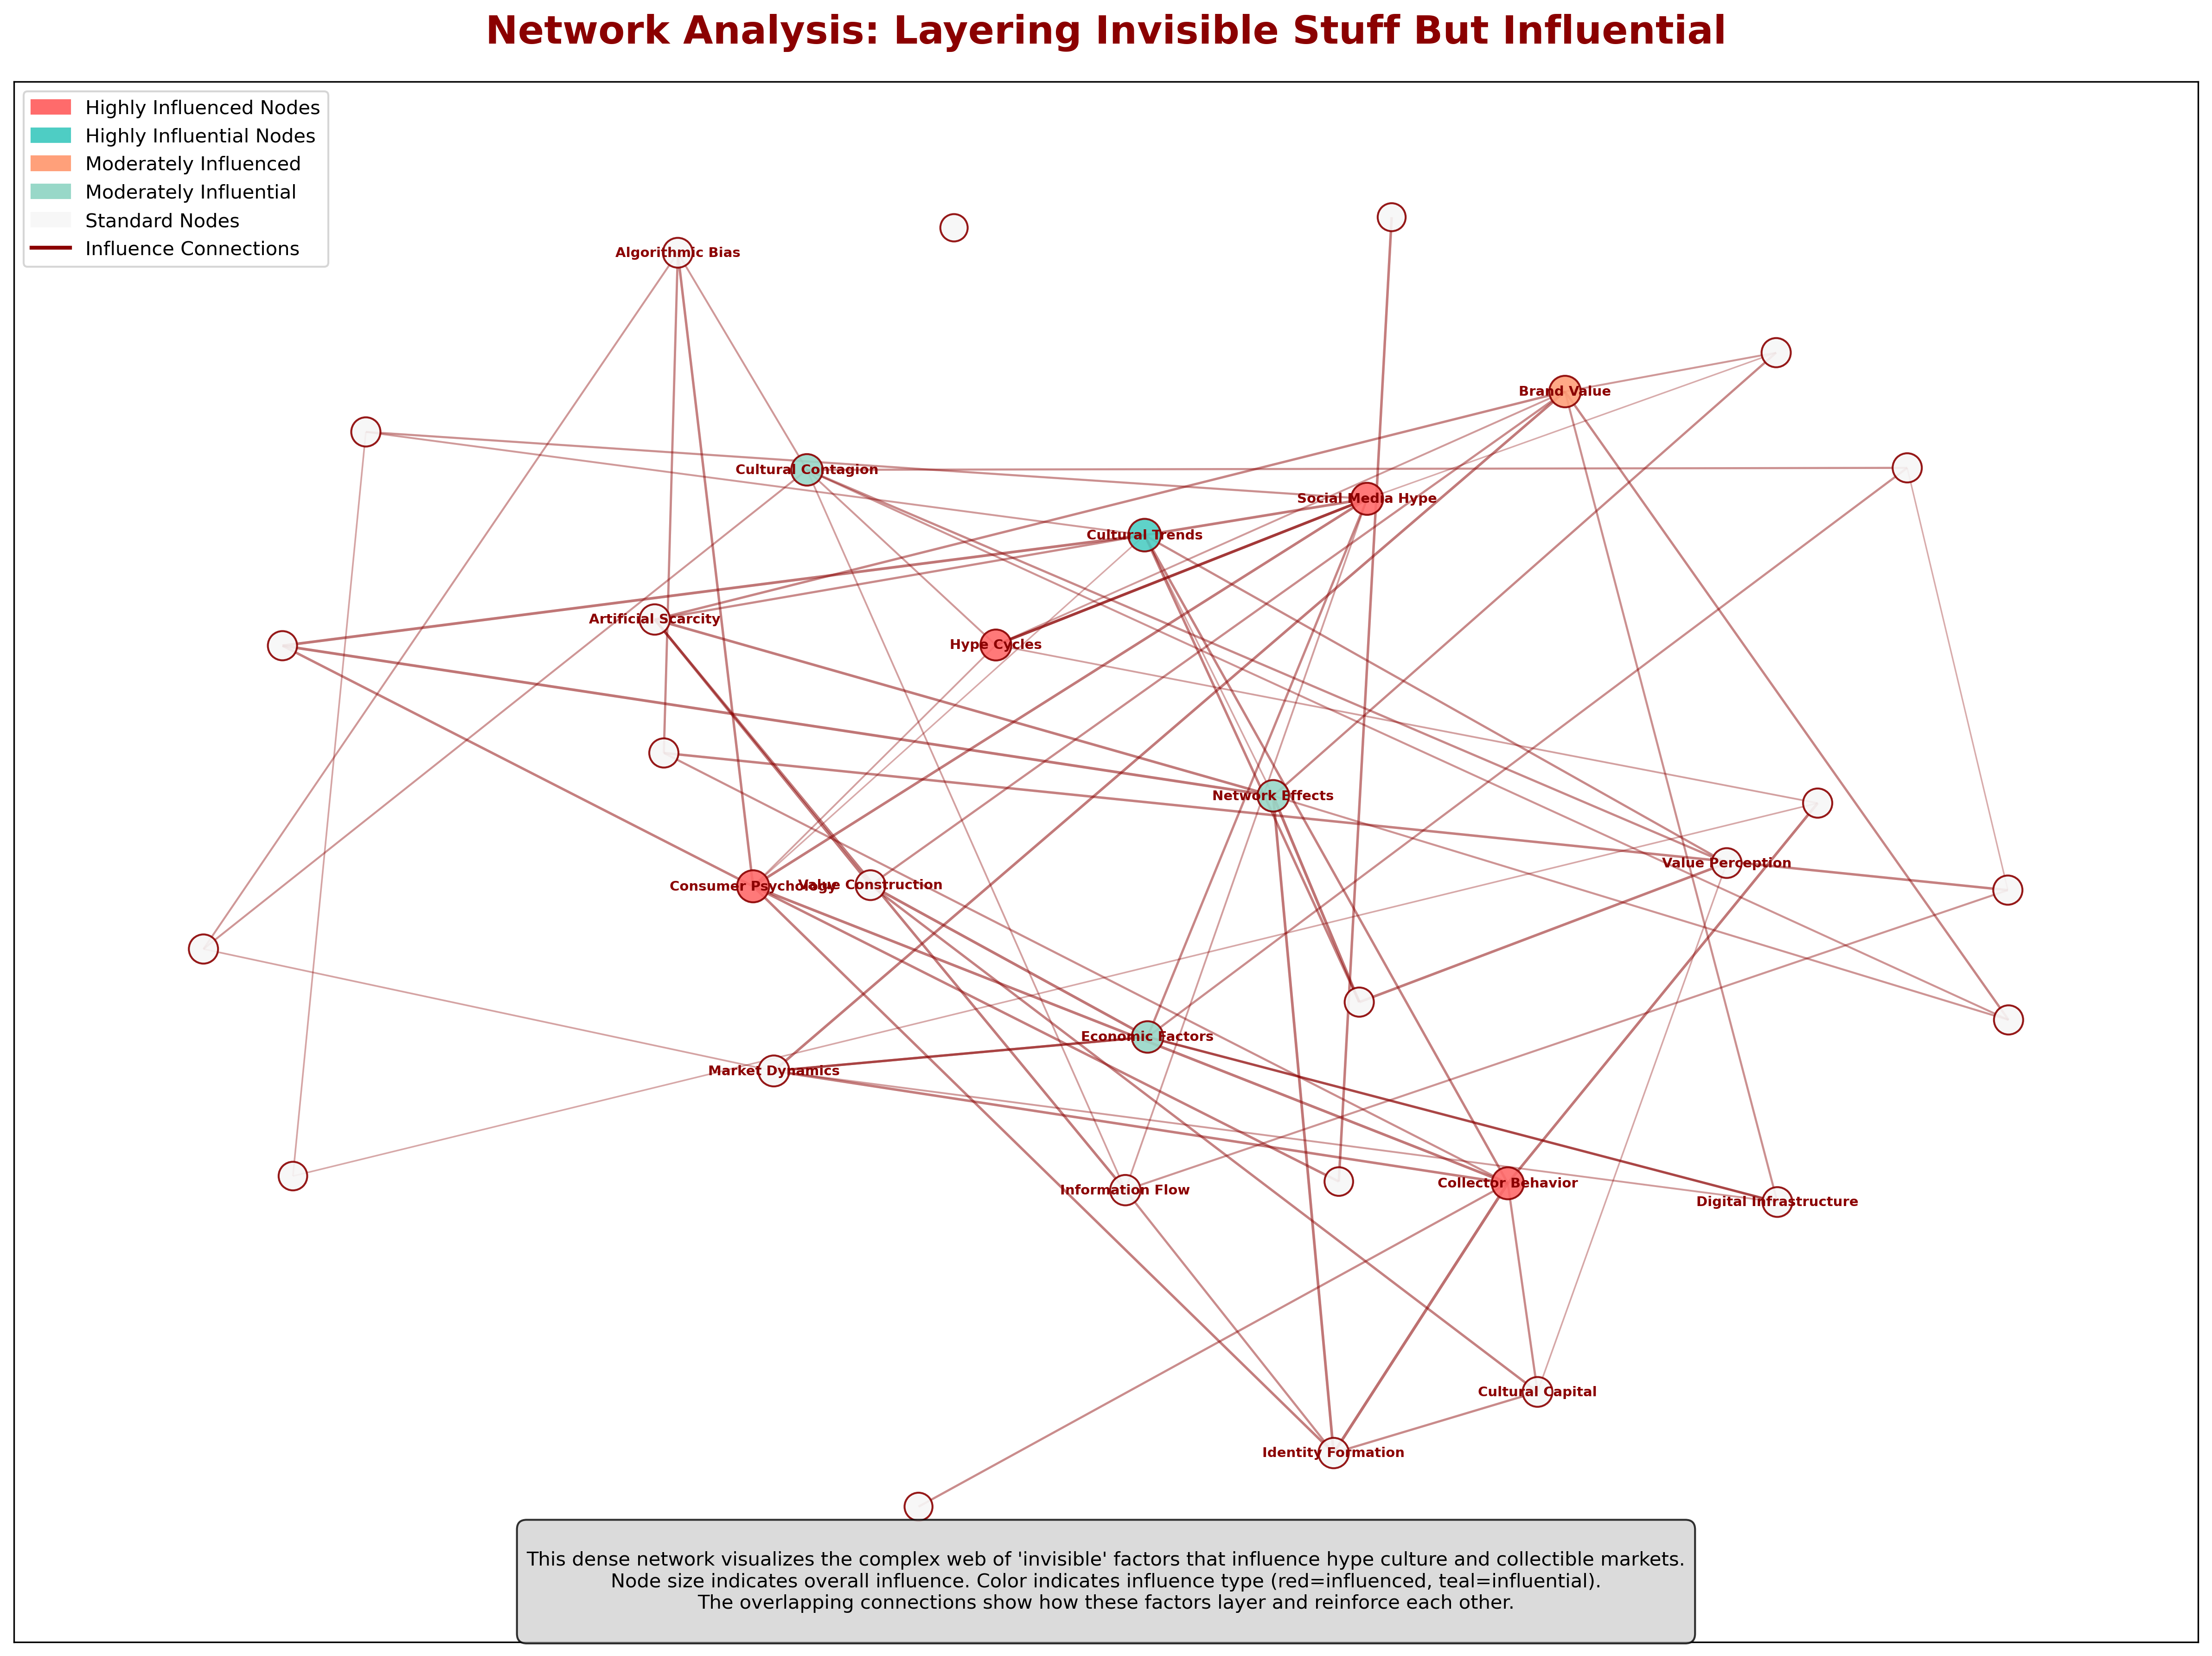 Network Analysis: Layering Invisible Stuff But Influential
Highly Influenced Nodes
Highly Influential Nodes
Moderately Influenced
Moderately Influential
Standard Nodes
Influence Connections
Algorithmic Bias
Brand Value
Cultural Contagion
Social Media Hype
Cultural Trends
Artificial Scarcity
Hype Cycles
Network Effects
Value Perception
Consumer Psychology
Value Construction
Economic Factors
Market Dynamics
Information Flow
Collector Behavior
Digital Infrastructure
Cultural Capital
Identity Formation
This dense network visualizes the complex web of 'invisible' factors that influence hype culture and collectible markets.
Node size indicates overall influence. Color indicates influence type (red=influenced, teal=influential).
The overlapping connections show how these factors layer and reinforce each other.